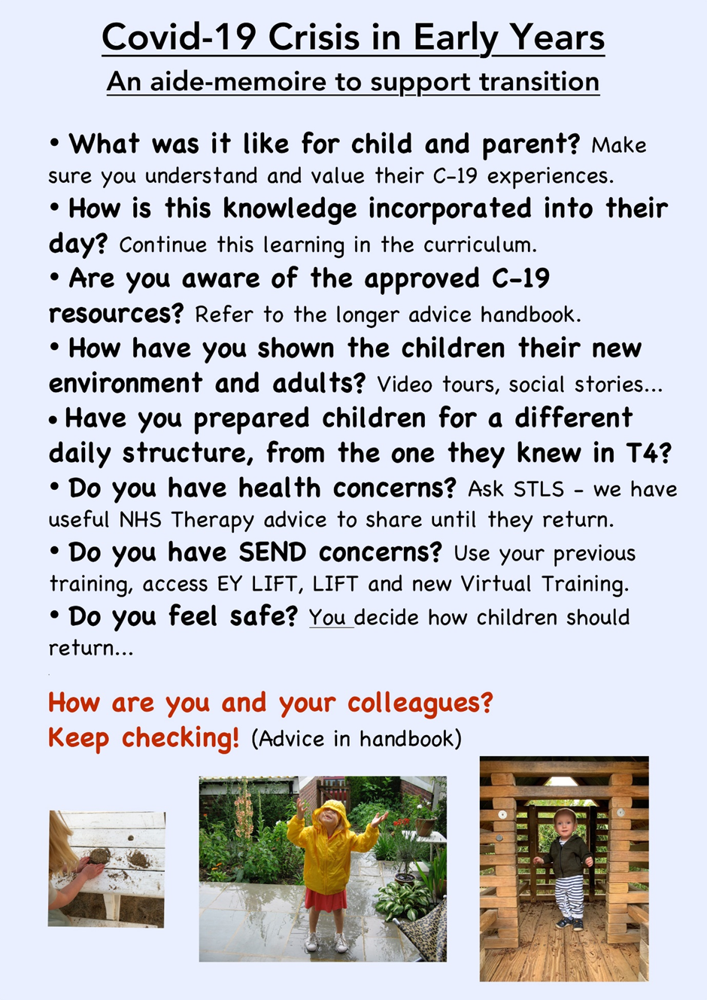 Covid-19 Crisis in Early Years
An aide-memoire to support transition
• What was it like for child and parent? Make
sure you understand and value their C-19 experiences.
• How is this knowledge incorporated into their
day? Continue this learning in the curriculum.
• Are you aware of the approved C-19
resources? Refer to the longer advice handbook.
• How have you shown the children their new
environment and adults? Video tours, social stories...
• Have you prepared children for a different
daily structure, from the one they knew in T4?
• Do you have health concerns? Ask STLS - we have
useful NHS Therapy advice to share until they return.
• Do you have SEND concerns? Use your previous
training, access EY LIFT, LIFT and new Virtual Training.
• Do you feel safe? You decide how children should
return...
.
How are you and your colleagues?
Keep checking! (Advice in handbook)